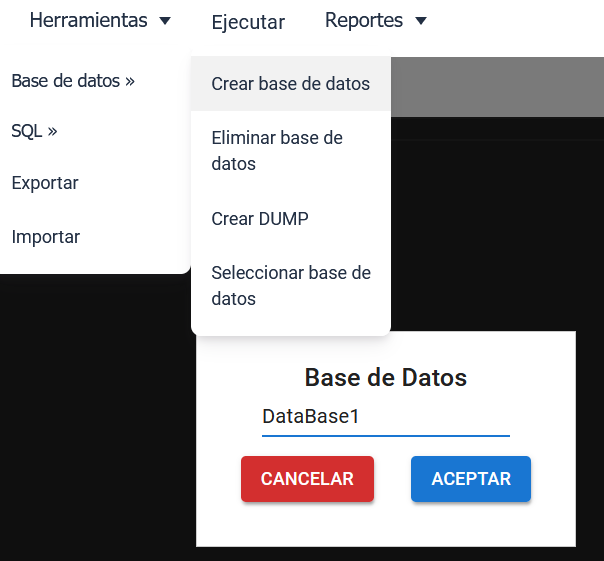 Herramientas Ejecutar Reportes
Base de datos »
SQL »
Exportar
Importar
Crear base de datos
Eliminar base de
datos
Crear DUMP
Seleccionar base de
datos
Base de Datos
DataBase1
CANCELAR ACEPTAR